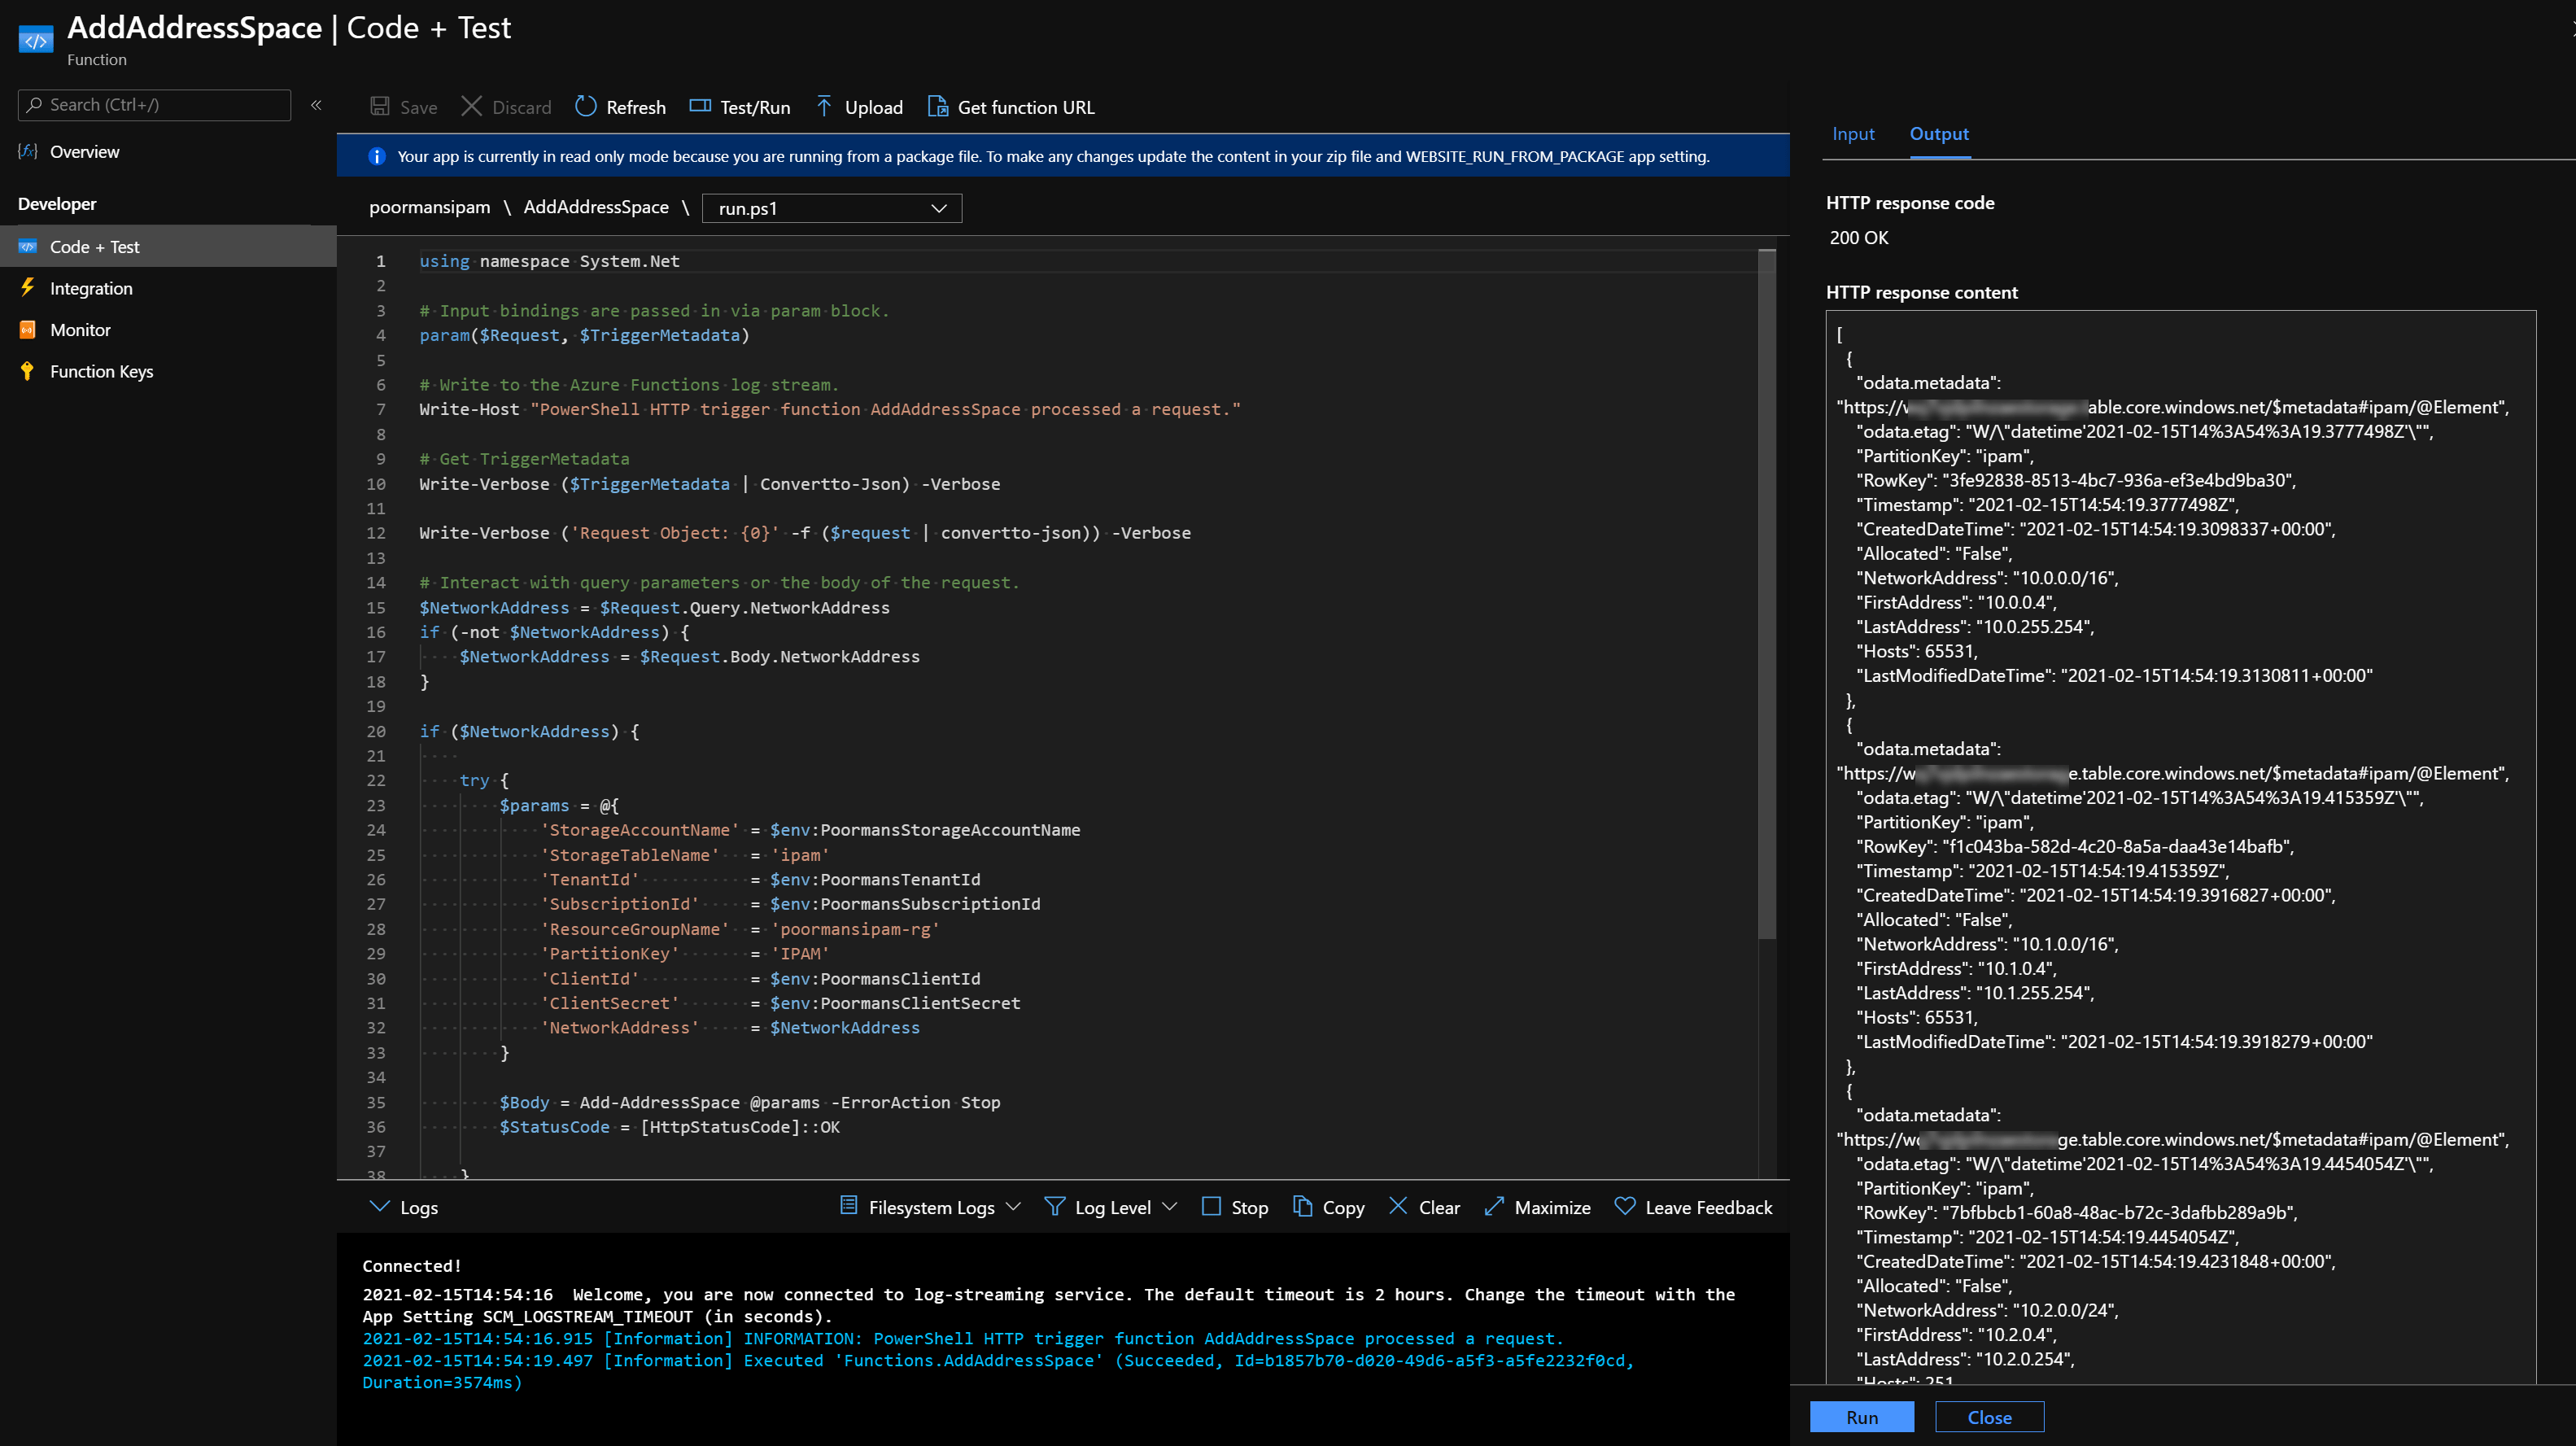 AddAddressSpace | Code + Test
Function
Search (Ctrl+/)
«
Overview
Developer
Code + Test
Integration
Monitor
Function Keys
Save
Discard
Refresh
Test/Run
Upload
Get function URL
Your app is currently in read only mode because you are running from a package file. To make any changes update the content in your zip file and WEBSITE_RUN_FROM_PACKAGE app setting.
poormansipam \ AddAddressSpace \ run.ps1
1 using namespace System.Net
2
3 # Input bindings are passed in via param block.
4 param($Request, $TriggerMetadata)
5
6 # Write to the Azure Functions log stream.
7 Write-Host "PowerShell HTTP trigger function AddAddressSpace processed a request."
8
9 # Get TriggerMetadata
10 Write-Verbose ($TriggerMetadata | Convertto-Json) -Verbose
11
12 Write-Verbose ('Request Object: {0}' -f ($request | convertto-json)) -Verbose
13
14 # Interact with query parameters or the body of the request.
15 $NetworkAddress = $Request.Query.NetworkAddress
16 if (-not $NetworkAddress) {
17 $NetworkAddress = $Request.Body.NetworkAddress
18 }
19
20 if ($NetworkAddress) {
21
22 try {
23 $params = @{
24 'StorageAccountName' = $env:PoormansStorageAccountName
25 'StorageTableName' = 'ipam'
26 'TenantId' = $env:PoormansTenantId
27 'SubscriptionId' = $env:PoormansSubscriptionId
28 'ResourceGroupName' = 'poormansipam-rg'
29 'PartitionKey' = 'IPAM'
30 'ClientId' = $env:PoormansClientId
31 'ClientSecret' = $env:PoormansClientSecret
32 'NetworkAddress' = $NetworkAddress
33 }
34
35 $Body = Add-AddressSpace @params -ErrorAction Stop
36 $StatusCode = [HttpStatusCode]::OK
37
38 }
Logs
Filesystem Logs
Log Level
Stop
Copy
Clear
Maximize
Leave Feedback
Connected!
2021-02-15T14:54:16 Welcome, you are now connected to log-streaming service. The default timeout is 2 hours. Change the timeout with the
App Setting SCM_LOGSTREAM_TIMEOUT (in seconds).
2021-02-15T14:54:16.915 [Information] INFORMATION: PowerShell HTTP trigger function AddAddressSpace processed a request.
2021-02-15T14:54:19.497 [Information] Executed 'Functions.AddAddressSpace' (Succeeded, Id=b1857b70-d020-49d6-a5f3-a5fe2232f0cd,
Duration=3574ms)
Input
Output
HTTP response code
200 OK
HTTP response content
[
{
"odata.metadata":
"https://w able.core.windows.net/$metadata#ipam/@Element",
"odata.etag": "W/\"datetime'2021-02-15T14%3A54%3A19.3777498Z'\"",
"PartitionKey": "ipam",
"RowKey": "3fe92838-8513-4bc7-936a-ef3e4bd9ba30",
"Timestamp": "2021-02-15T14:54:19.3777498Z",
"CreatedDateTime": "2021-02-15T14:54:19.3098337+00:00",
"Allocated": "False",
"NetworkAddress": "10.0.0.0/16",
"FirstAddress": "10.0.0.4",
"LastAddress": "10.0.255.254",
"Hosts": 65531,
"LastModifiedDateTime": "2021-02-15T14:54:19.3130811+00:00"
},
{
"odata.metadata":
"https://w e.table.core.windows.net/$metadata#ipam/@Element",
"odata.etag": "W/\"datetime'2021-02-15T14%3A54%3A19.415359Z'\"",
"PartitionKey": "ipam",
"RowKey": "f1c043ba-582d-4c20-8a5a-daa43e14bafb",
"Timestamp": "2021-02-15T14:54:19.415359Z",
"CreatedDateTime": "2021-02-15T14:54:19.3916827+00:00",
"Allocated": "False",
"NetworkAddress": "10.1.0.0/16",
"FirstAddress": "10.1.0.4",
"LastAddress": "10.1.255.254",
"Hosts": 65531,
"LastModifiedDateTime": "2021-02-15T14:54:19.3918279+00:00"
},
{
"odata.metadata":
"https://w ge.table.core.windows.net/$metadata#ipam/@Element",
"odata.etag": "W/\"datetime'2021-02-15T14%3A54%3A19.4454054Z'\"",
"PartitionKey": "ipam",
"RowKey": "7bfbbcb1-60a8-48ac-b72c-3dafbb289a9b",
"Timestamp": "2021-02-15T14:54:19.4454054Z",
"CreatedDateTime": "2021-02-15T14:54:19.4231848+00:00",
"Allocated": "False",
"NetworkAddress": "10.2.0.0/24",
"FirstAddress": "10.2.0.4",
"LastAddress": "10.2.0.254",
"Hosts": 251
Run
Close